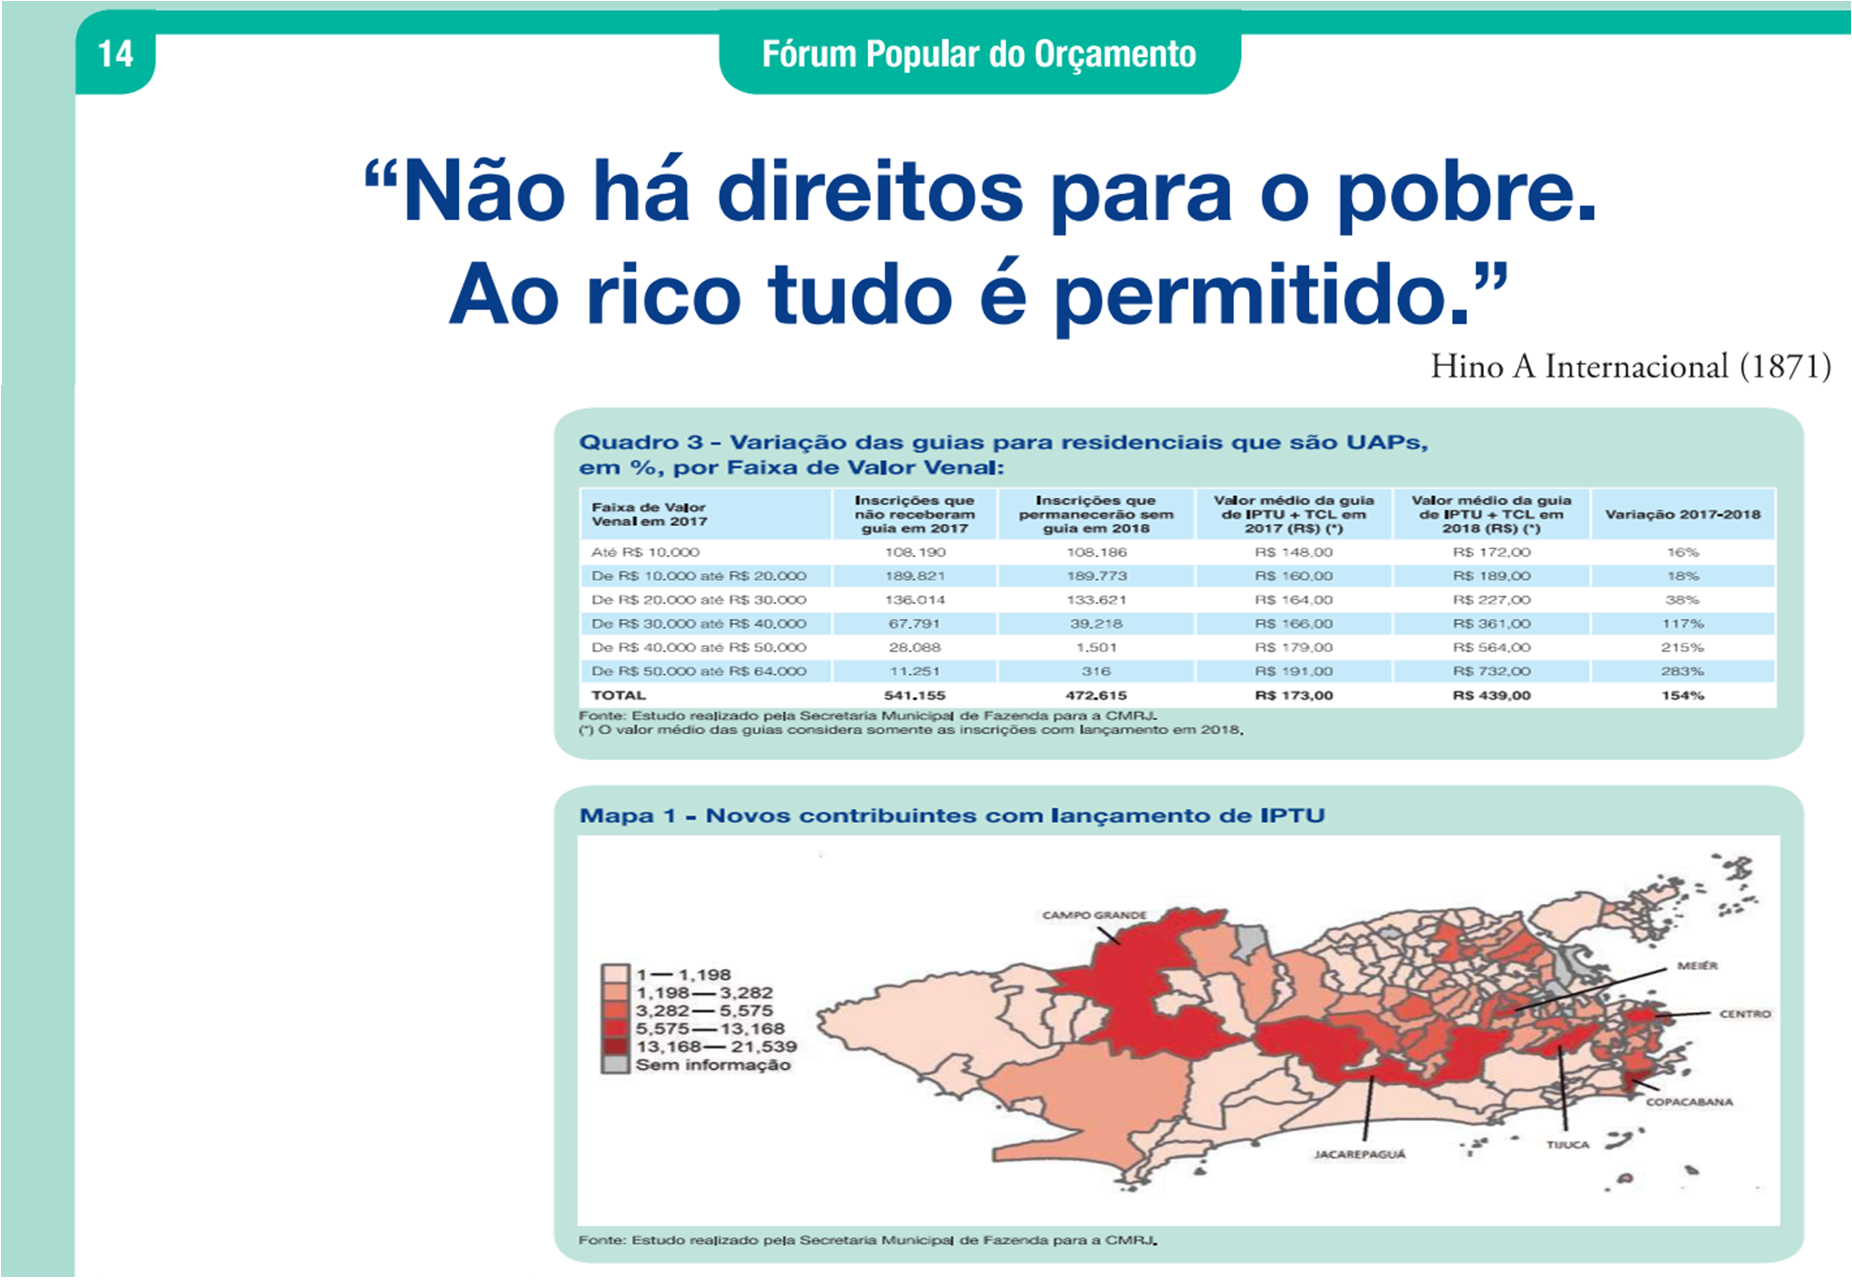 14
Fórum Popular do Orçamento
“Não há direitos para o pobre.
Ao rico tudo é permitido.”
Hino A Internacional (1871)
Quadro 3 - Variação das guias para residenciais que são UAPs,
em %, por Faixa de Valor Venal:
Faixa de Valor Venal em 2017 Inscrições que não receberam guia em 2017 Inscrições que permanecerão sem guia em 2018 Valor médio da guia de IPTU + TCL em 2017 (R$) (*) Valor médio da guia de IPTU + TCL em 2018 (R$) (*) Variação 2017-2018
Até R$ 10.000 108.190 108.186 R$ 148,00 R$ 172,00 16%
De R$ 10.000 até R$ 20.000 189.821 189.773 R$ 160,00 R$ 189,00 18%
De R$ 20.000 até R$ 30.000 136.014 133.621 R$ 164,00 R$ 227,00 38%
De R$ 30.000 até R$ 40.000 67.791 39.218 R$ 166,00 R$ 361,00 117%
De R$ 40.000 até R$ 50.000 28.088 1.501 R$ 179,00 R$ 564,00 215%
De R$ 50.000 até R$ 64.000 11.251 316 R$ 191,00 R$ 732,00 283%
TOTAL 541.155 472.615 R$ 173,00 R$ 439,00 154%
Fonte: Estudo realizado pela Secretaria Municipal de Fazenda para a CMRJ.
(*) O valor médio das guias considera somente as inscrições com lançamento em 2018.
Mapa 1 - Novos contribuintes com lançamento de IPTU
CAMPO GRANDE
MEIÉR
CENTRO
COPACABANA
TIJUCA
JACAREPAGUÁ
1 — 1,198
1,198 — 3,282
3,282 — 5,575
5,575 — 13,168
13,168 — 21,539
Sem informação
Fonte: Estudo realizado pela Secretaria Municipal de Fazenda para a CMRJ.